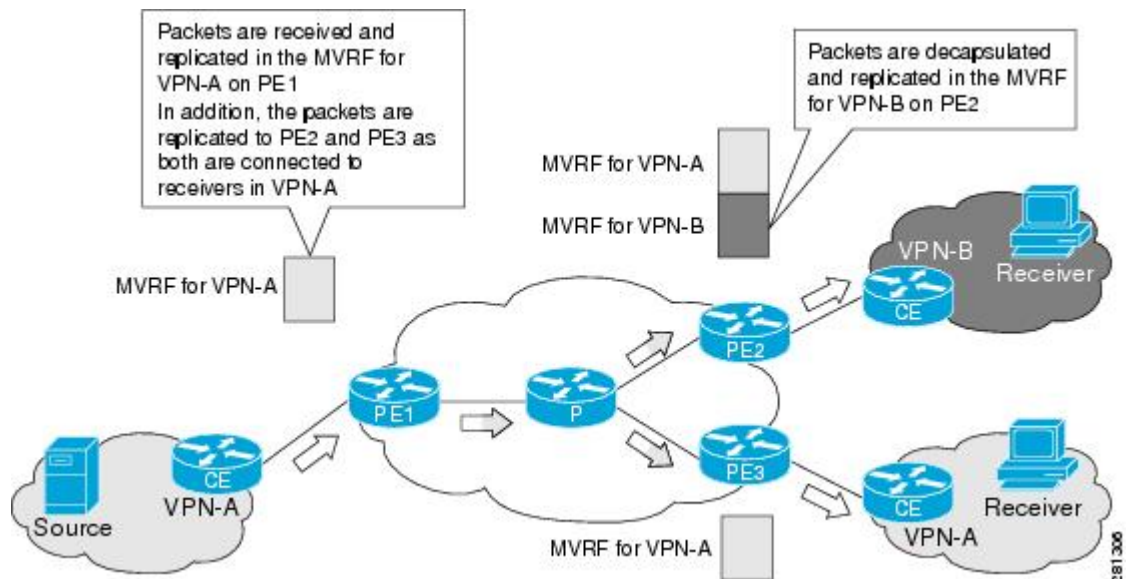 Packets are received and
replicated in the MVRF for
VPN-A on PE1
In addition, the packets are
replicated to PE2 and PE3 as
both are connected to
receivers in VPN-A
Packets are decapsulated
and replicated in the MVRF
for VPN-B on PE2
MVRF for VPN-A
MVRF for VPN-B
MVRF for VPN-A
VPN-B
Receiver
CE
PE2
PE1
P
CE
VPN-A
Source
PE3
CE
VPN-A
Receiver
MVRF for VPN-A
281306